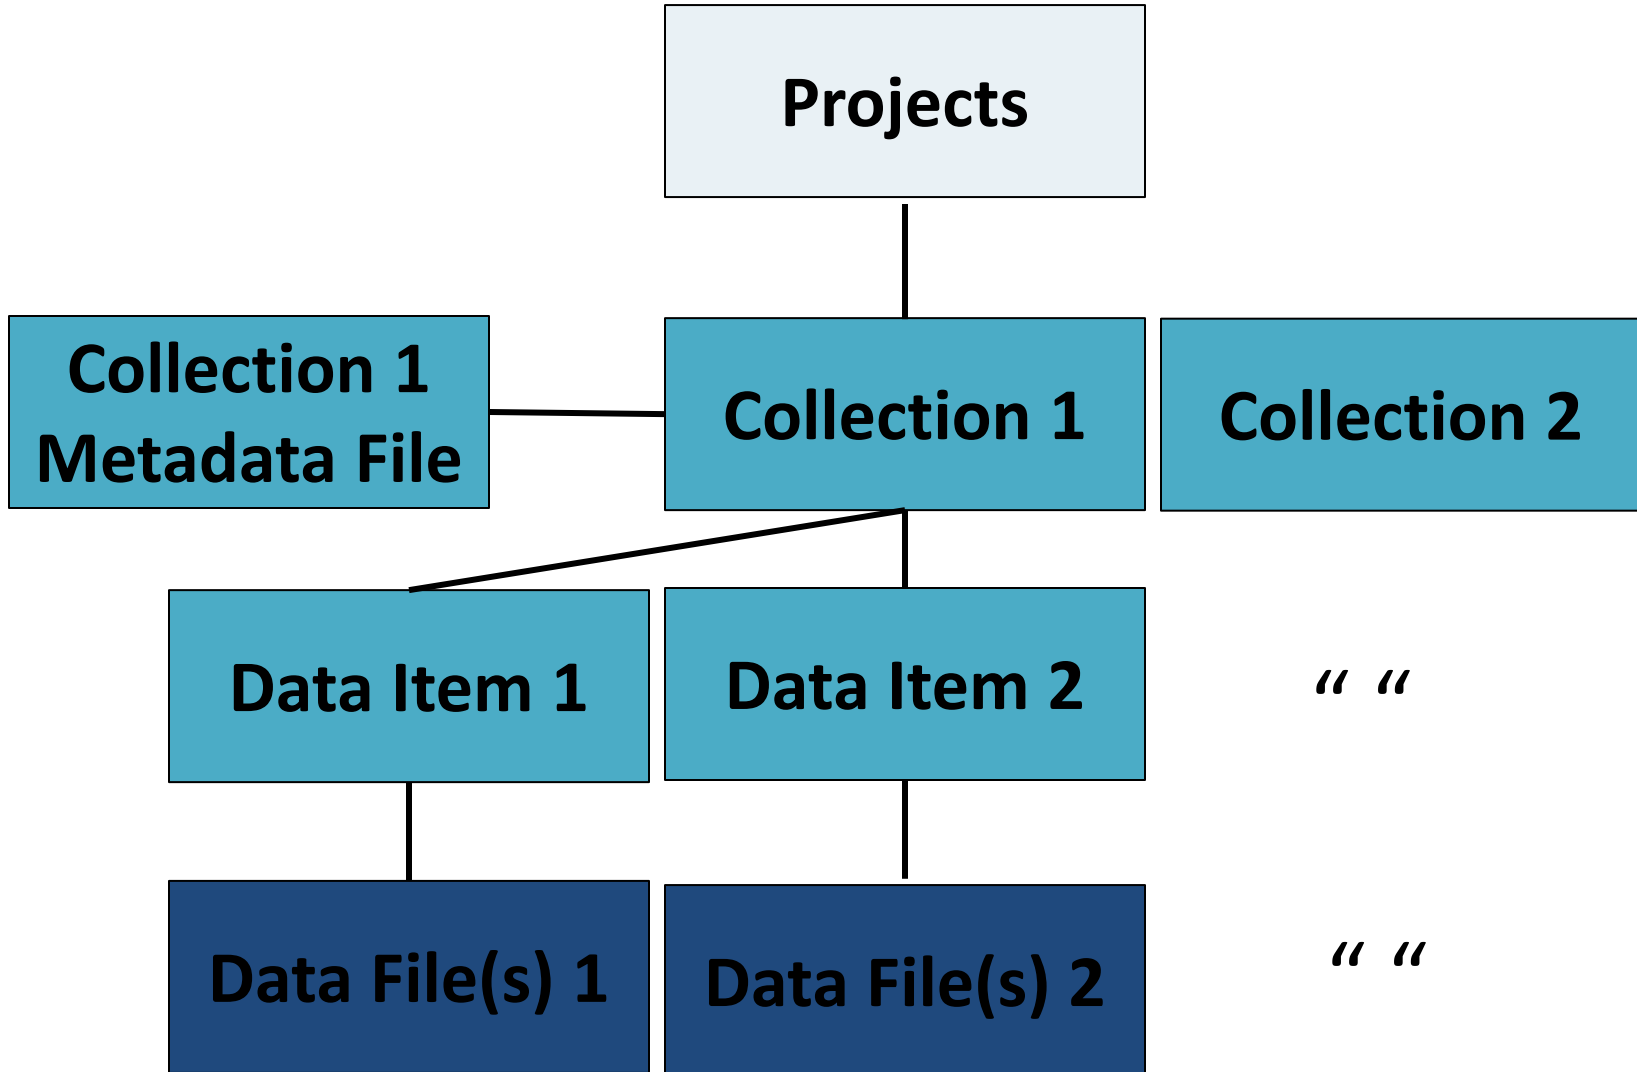 Projects
Collection 1
Metadata File
Collection 1
Collection 2
Data Item 1
Data Item 2
“ “
Data File(s) 1
Data File(s) 2
“ “